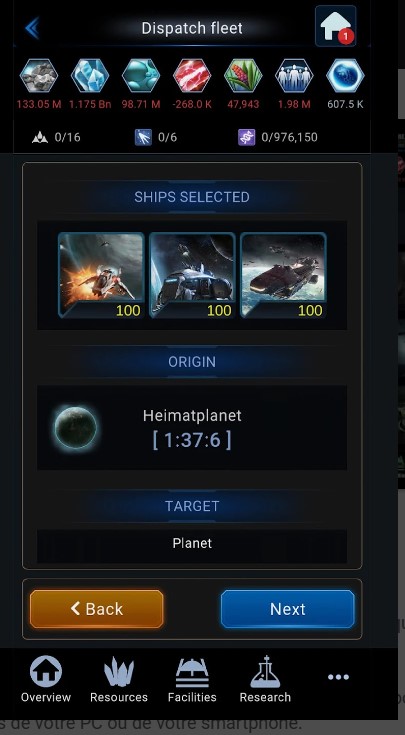 Dispatch fleet
1
133.05 M 1.175 Bn 98.71 M -268.0 K 47,943 1.98 M 607.5 K
0/16 0/6 0/976,150
SHIPS SELECTED
100 100 100
ORIGIN
Heimatplanet
[ 1:37:6 ]
TARGET
Planet
Back Next
Overview Resources Facilities Research
de votre PC ou de votre smartphone.